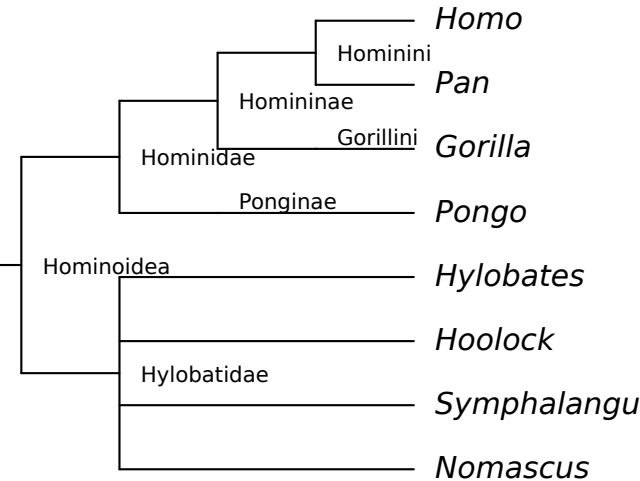 Homo
Hominini
Pan
Homininae
Gorillini
Gorilla
Hominidae
Ponginae
Pongo
Hominoidea
Hylobates
Hoolock
Hylobatidae
Symphalangu
Nomascus